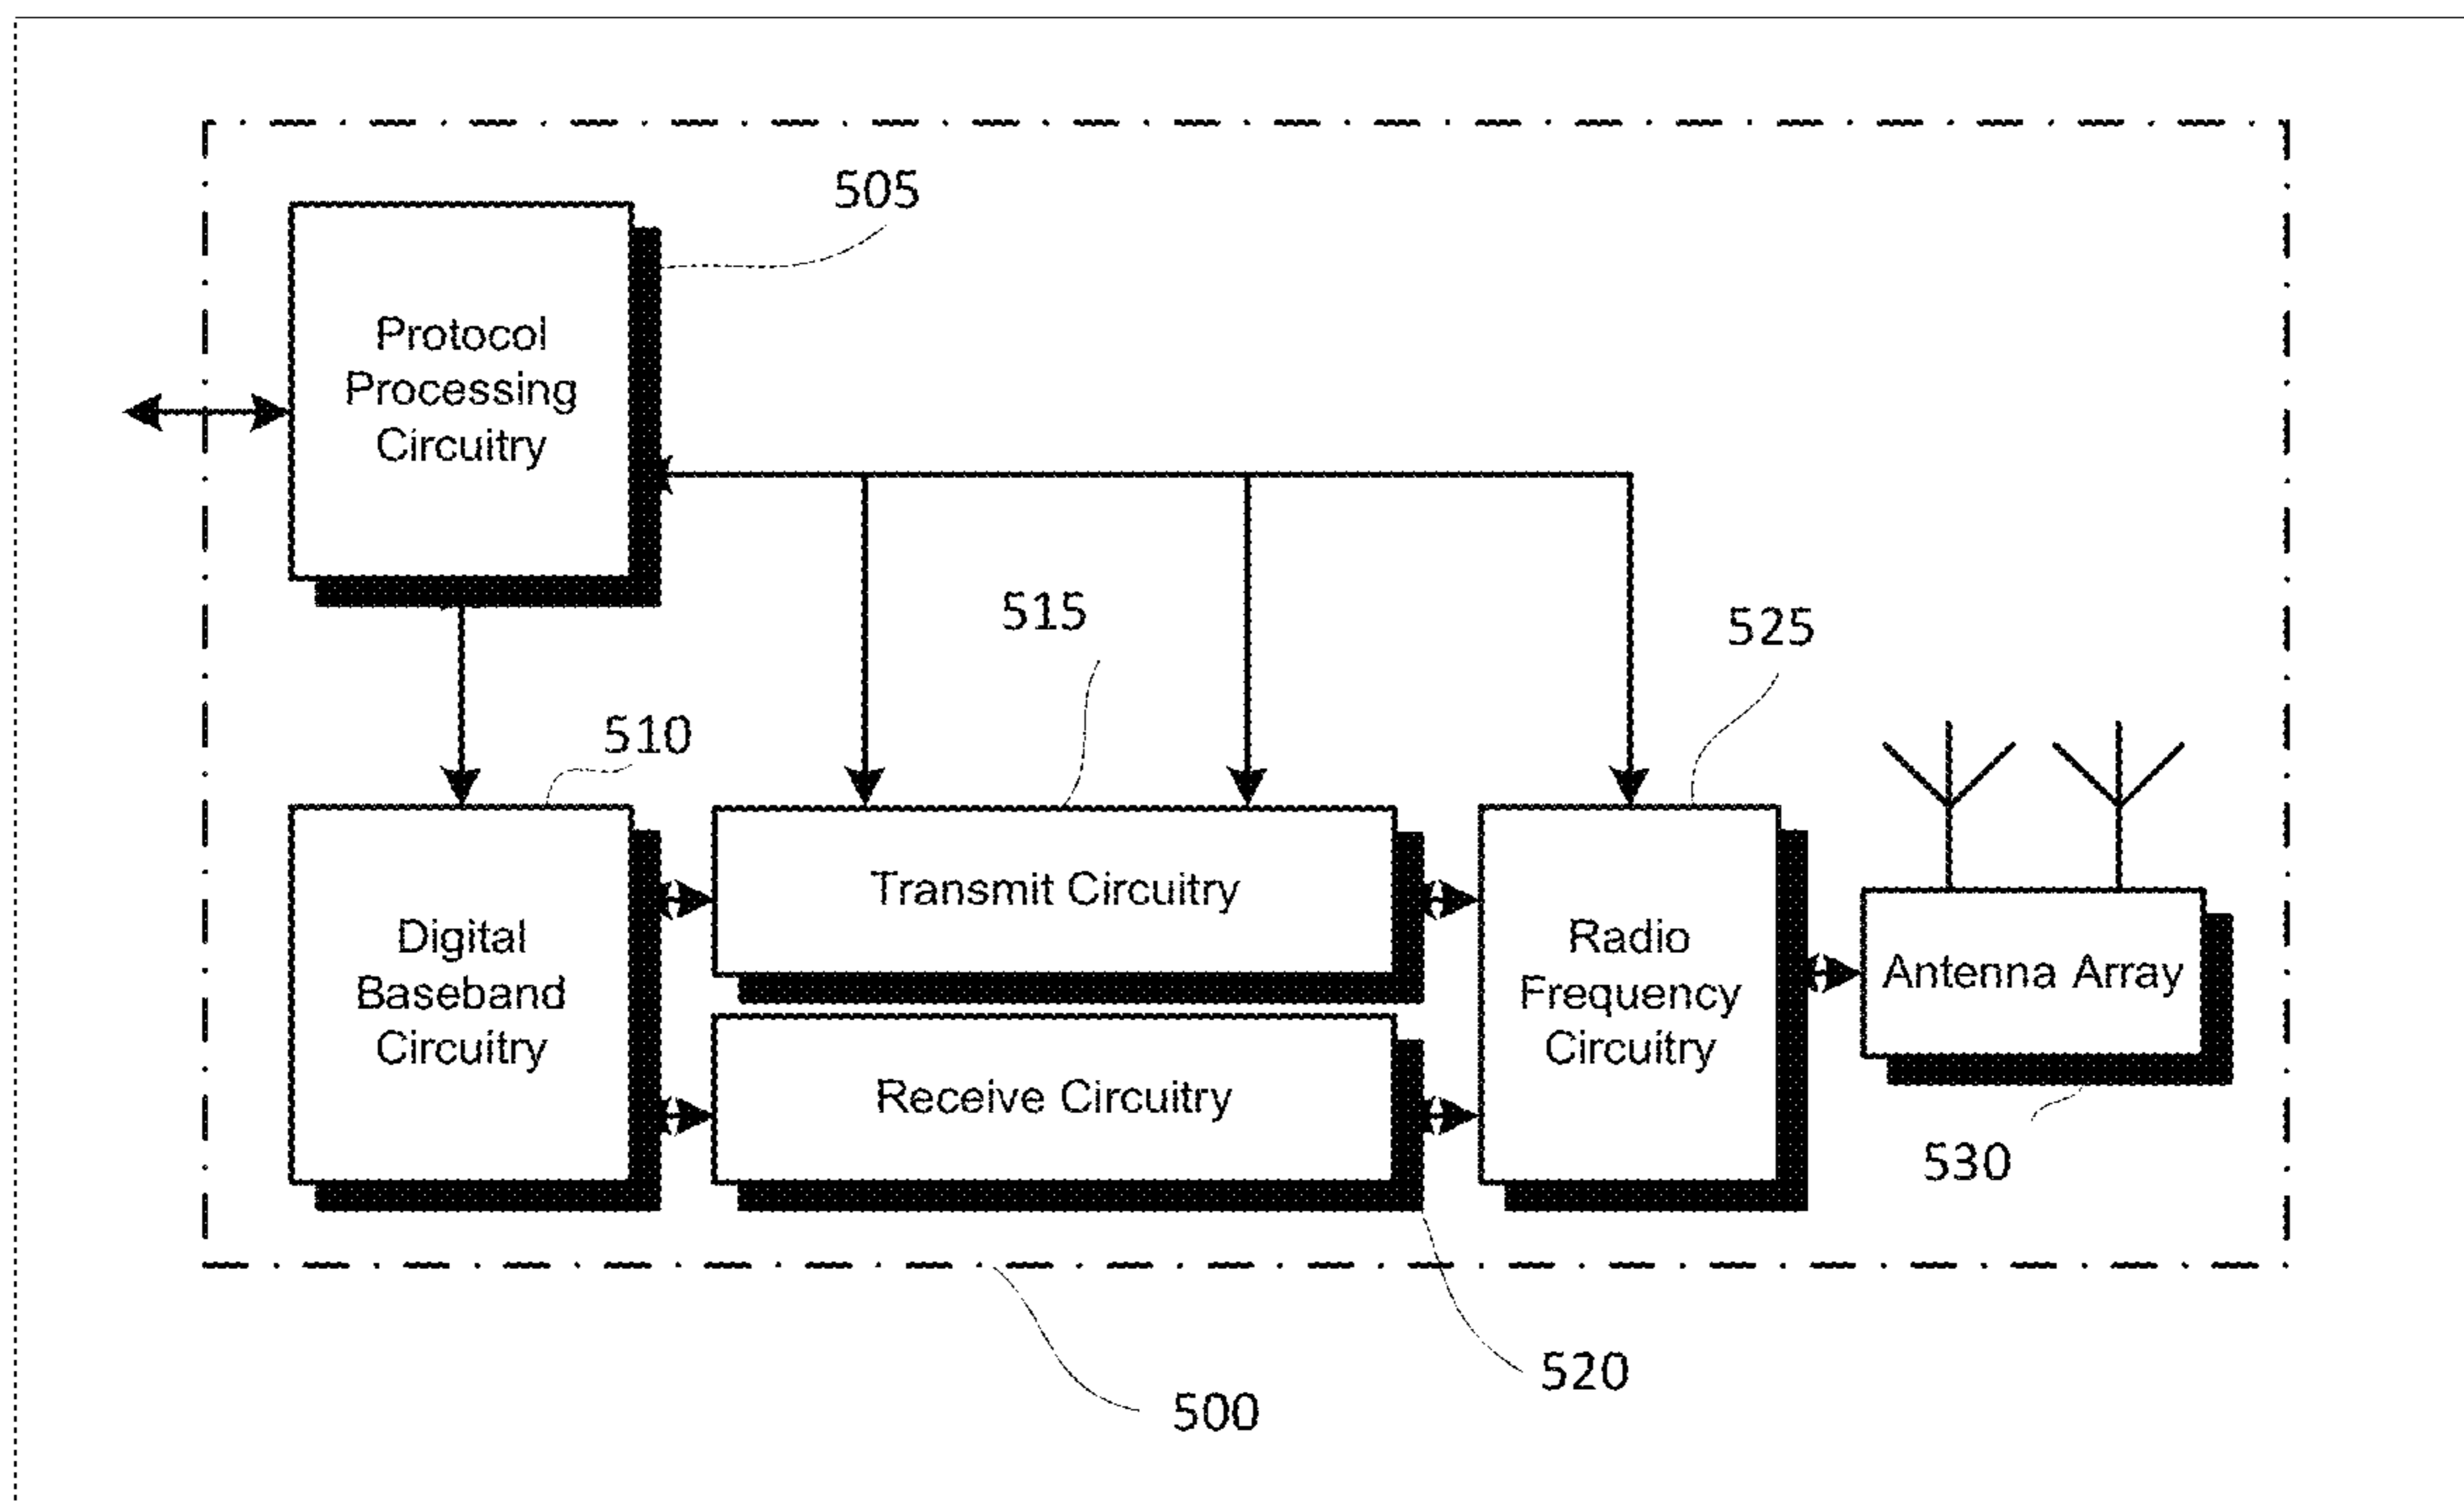 505
Protocol
Processing
Circuitry
515
525
510
Transmit Circuitry
Digital
Baseband
Circuitry
Radio
Frequency
Circuitry
Antenna Array
Receive Circuitry
530
520
500